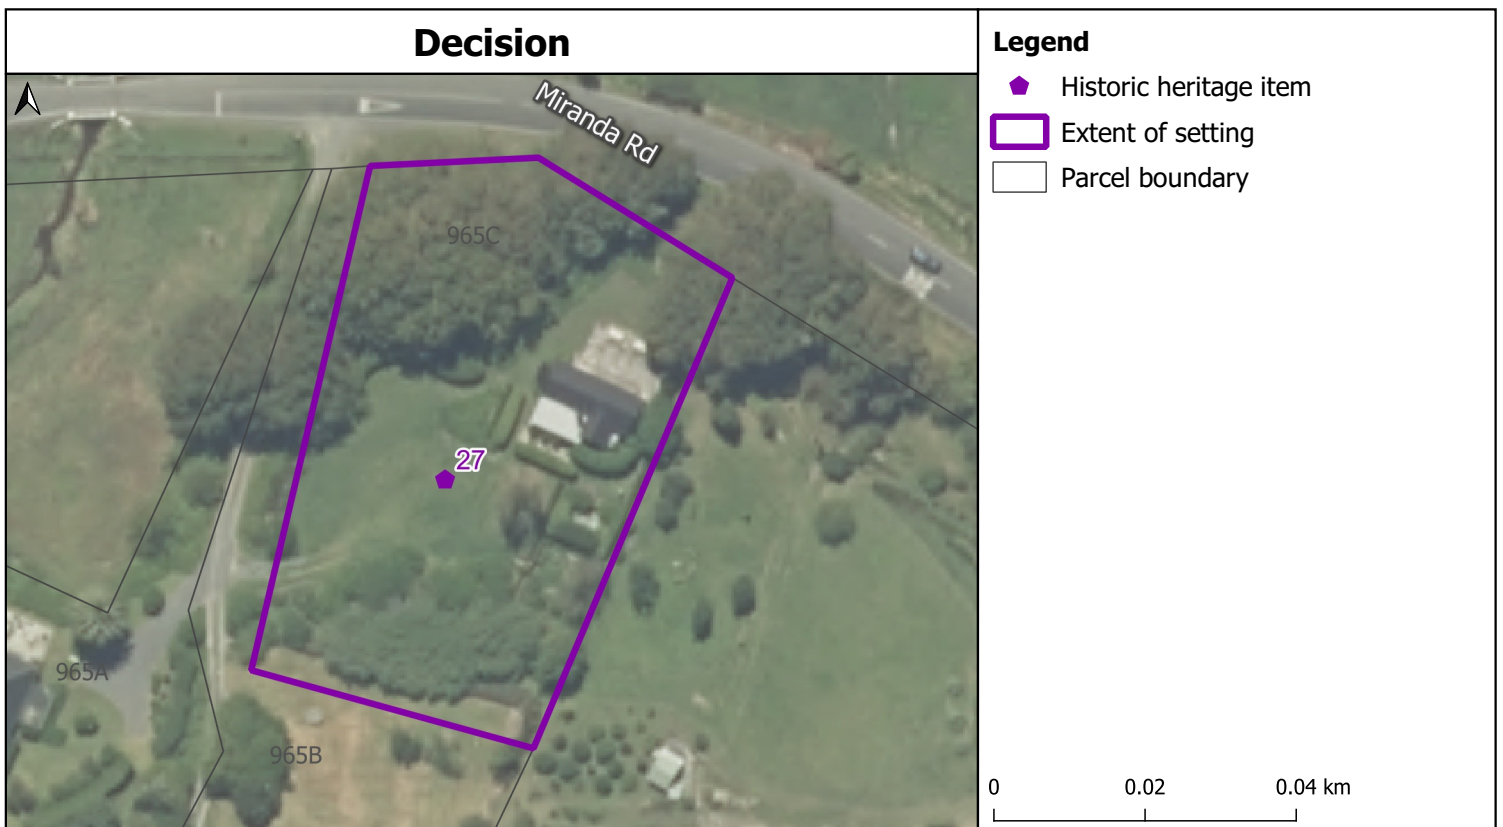 Decision
Miranda Rd
965C
27
965A
965B
Legend
Historic heritage item
Extent of setting
Parcel boundary
0 0.02 0.04 km